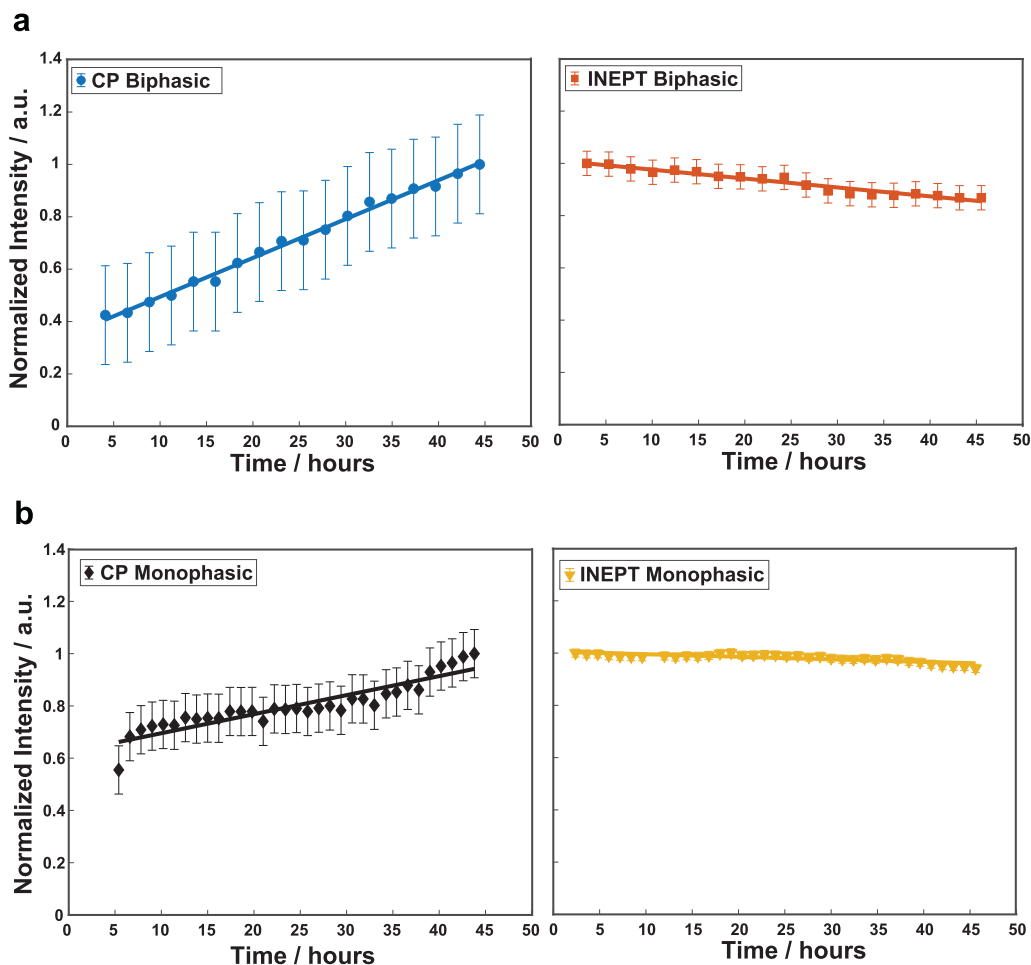 a
Normalized Intensity / a.u.
1.4
1.2
1
0.8
0.6
0.4
0.2
0
CP Biphasic
0 5 10 15 20 25 30 35 40 45 50
Time / hours
INEPT Biphasic
0 5 10 15 20 25 30 35 40 45 50
Time / hours
b
Normalized Intensity / a.u.
1.4
1.2
1
0.8
0.6
0.4
0.2
0
CP Monophasic
0 5 10 15 20 25 30 35 40 45 50
Time / hours
INEPT Monophasic
0 5 10 15 20 25 30 35 40 45 50
Time / hours